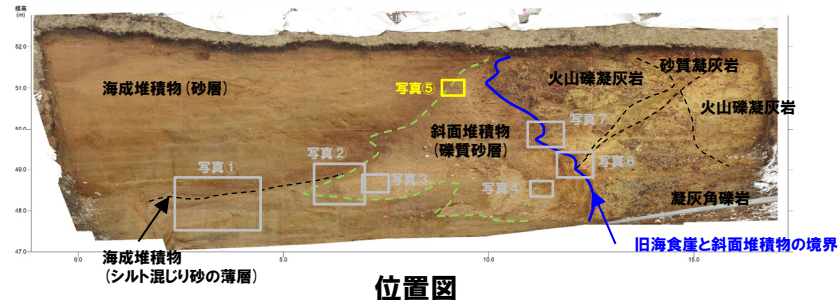 標高
(m)
52.0
51.0
50.0
49.0
48.0
47.0
海成堆積物（砂層）
写真⑤
火山礫凝灰岩
砂質凝灰岩
火山礫凝灰岩
斜面堆積物
（礫質砂層）
写真⑦
写真①
写真②
写真③
写真④
写真⑥
凝灰角礫岩
海成堆積物
（シルト混じり砂の薄層）
0.0
5.0
10.0
15.0
旧海食崖と斜面堆積物の境界
位置図